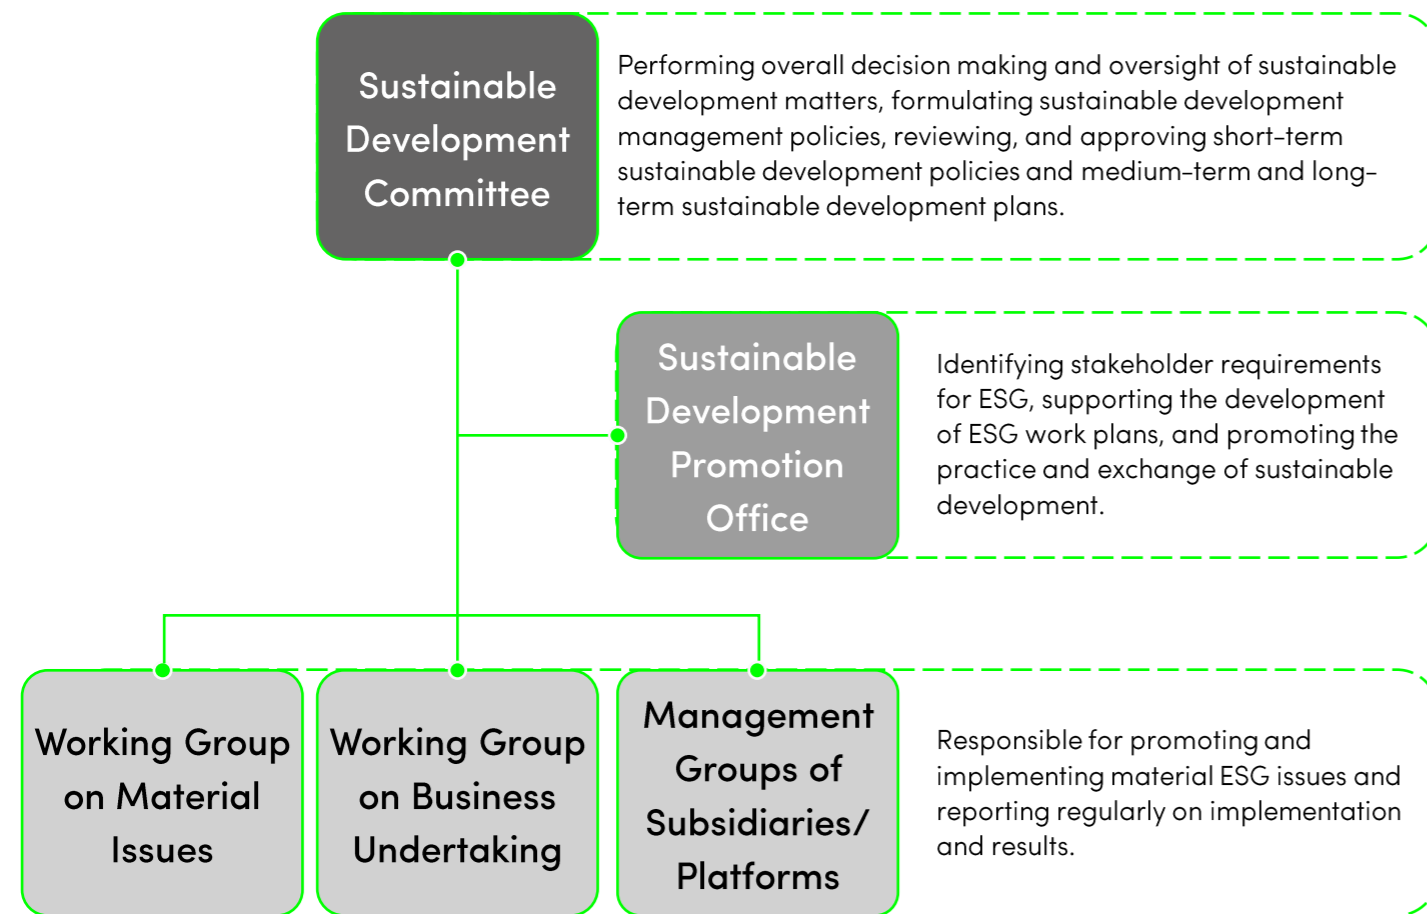 Sustainable
Development
Committee
Performing overall decision making and oversight of sustainable
development matters, formulating sustainable development
management policies, reviewing, and approving short-term
sustainable development policies and medium-term and long-
term sustainable development plans.
Sustainable
Development
Promotion
Office
Identifying stakeholder requirements
for ESG, supporting the development
of ESG work plans, and promoting the
practice and exchange of sustainable
development.
Working Group
on Material
Issues
Working Group
on Business
Undertaking
Management
Groups of
Subsidiaries/
Platforms
Responsible for promoting and
implementing material ESG issues and
reporting regularly on implementation
and results.